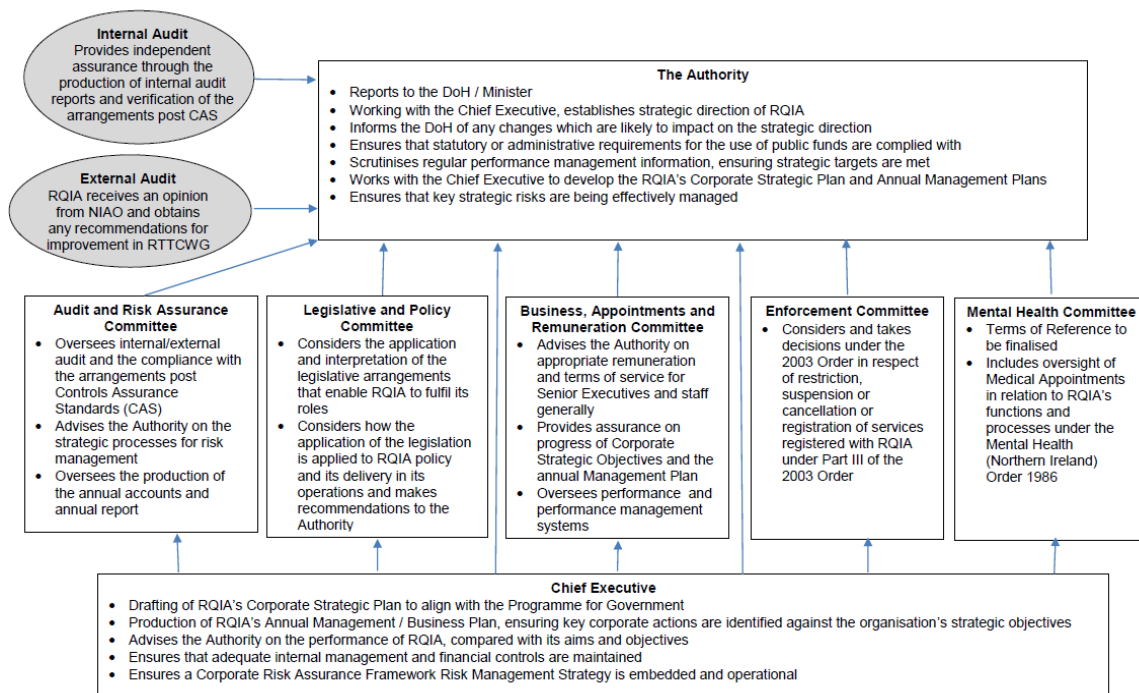 Internal Audit
Provides independent
assurance through the
production of internal audit
reports and verification of the
arrangements post CAS
The Authority
• Reports to the DoH / Minister
• Working with the Chief Executive, establishes strategic direction of RQIA
• Informs the DoH of any changes which are likely to impact on the strategic direction
• Ensures that statutory or administrative requirements for the use of public funds are complied with
• Scrutinises regular performance management information, ensuring strategic targets are met
• Works with the Chief Executive to develop the RQIA's Corporate Strategic Plan and Annual Management Plans
• Ensures that key strategic risks are being effectively managed
External Audit
RQIA receives an opinion
from NIAO and obtains
any recommendations for
improvement in RTTCWG
Audit and Risk Assurance
Committee
• Oversees internal/external
audit and the compliance with
the arrangements post
Controls Assurance
Standards (CAS)
• Advises the Authority on the
strategic processes for risk
management
• Oversees the production of
the annual accounts and
annual report
Legislative and Policy
Committee
• Considers the application
and interpretation of the
legislative arrangements
that enable RQIA to fulfil its
roles
• Considers how the
application of the legislation
is applied to RQIA policy
and its delivery in its
operations and makes
recommendations to the
Authority
Business, Appointments and
Remuneration Committee
• Advises the Authority on
appropriate remuneration
and terms of service for
Senior Executives and staff
generally
• Provides assurance on
progress of Corporate
Strategic Objectives and the
annual Management Plan
• Oversees performance and
performance management
systems
Enforcement Committee
• Considers and takes
decisions under the
2003 Order in respect
of restriction,
suspension or
cancellation or
registration of services
registered with RQIA
under Part III of the
2003 Order
Mental Health Committee
• Terms of Reference to
be finalised
• Includes oversight of
Medical Appointments
in relation to RQIA's
functions and
processes under the
Mental Health
(Northern Ireland)
Order 1986
Chief Executive
• Drafting of RQIA's Corporate Strategic Plan to align with the Programme for Government
• Production of RQIA's Annual Management / Business Plan, ensuring key corporate actions are identified against the organisation's strategic objectives
• Advises the Authority on the performance of RQIA, compared with its aims and objectives
• Ensures that adequate internal management and financial controls are maintained
• Ensures a Corporate Risk Assurance Framework Risk Management Strategy is embedded and operational